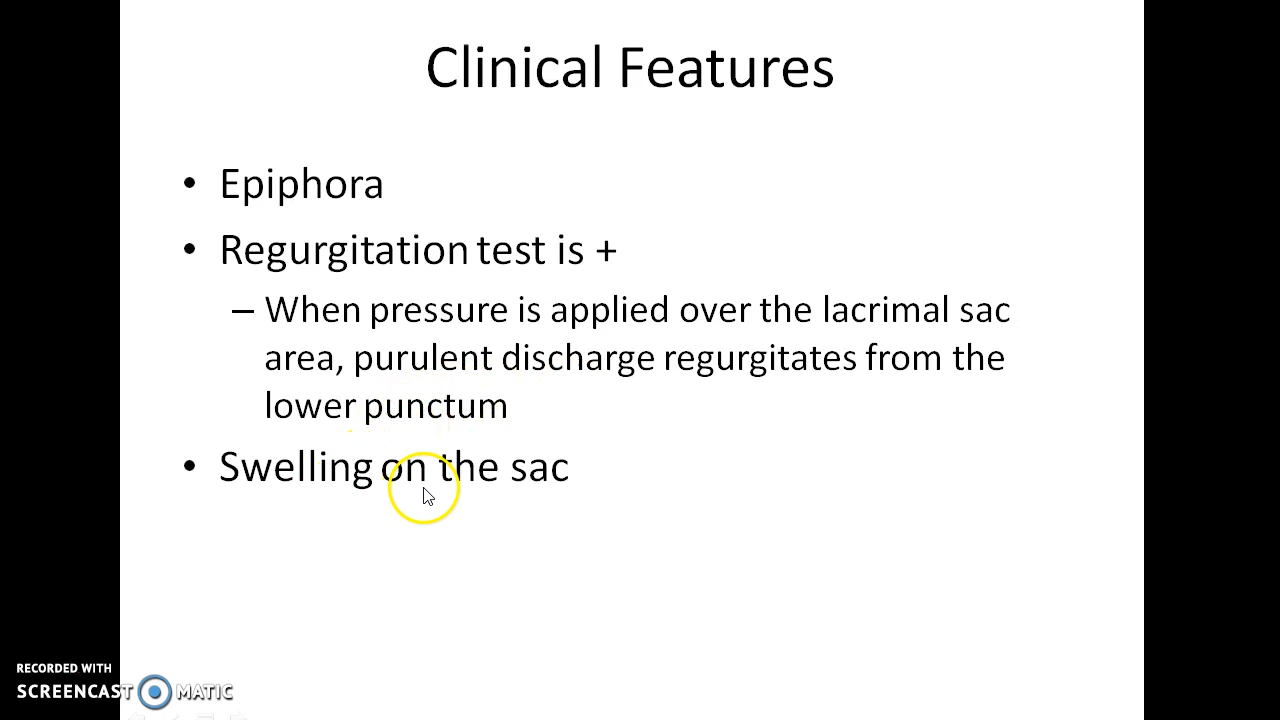 Clinical Features
• Epiphora
• Regurgitation test is +
– When pressure is applied over the lacrimal sac
area, purulent discharge regurgitates from the
lower punctum
• Swelling on the sac
RECORDED WITH
SCREENCAST MATIC